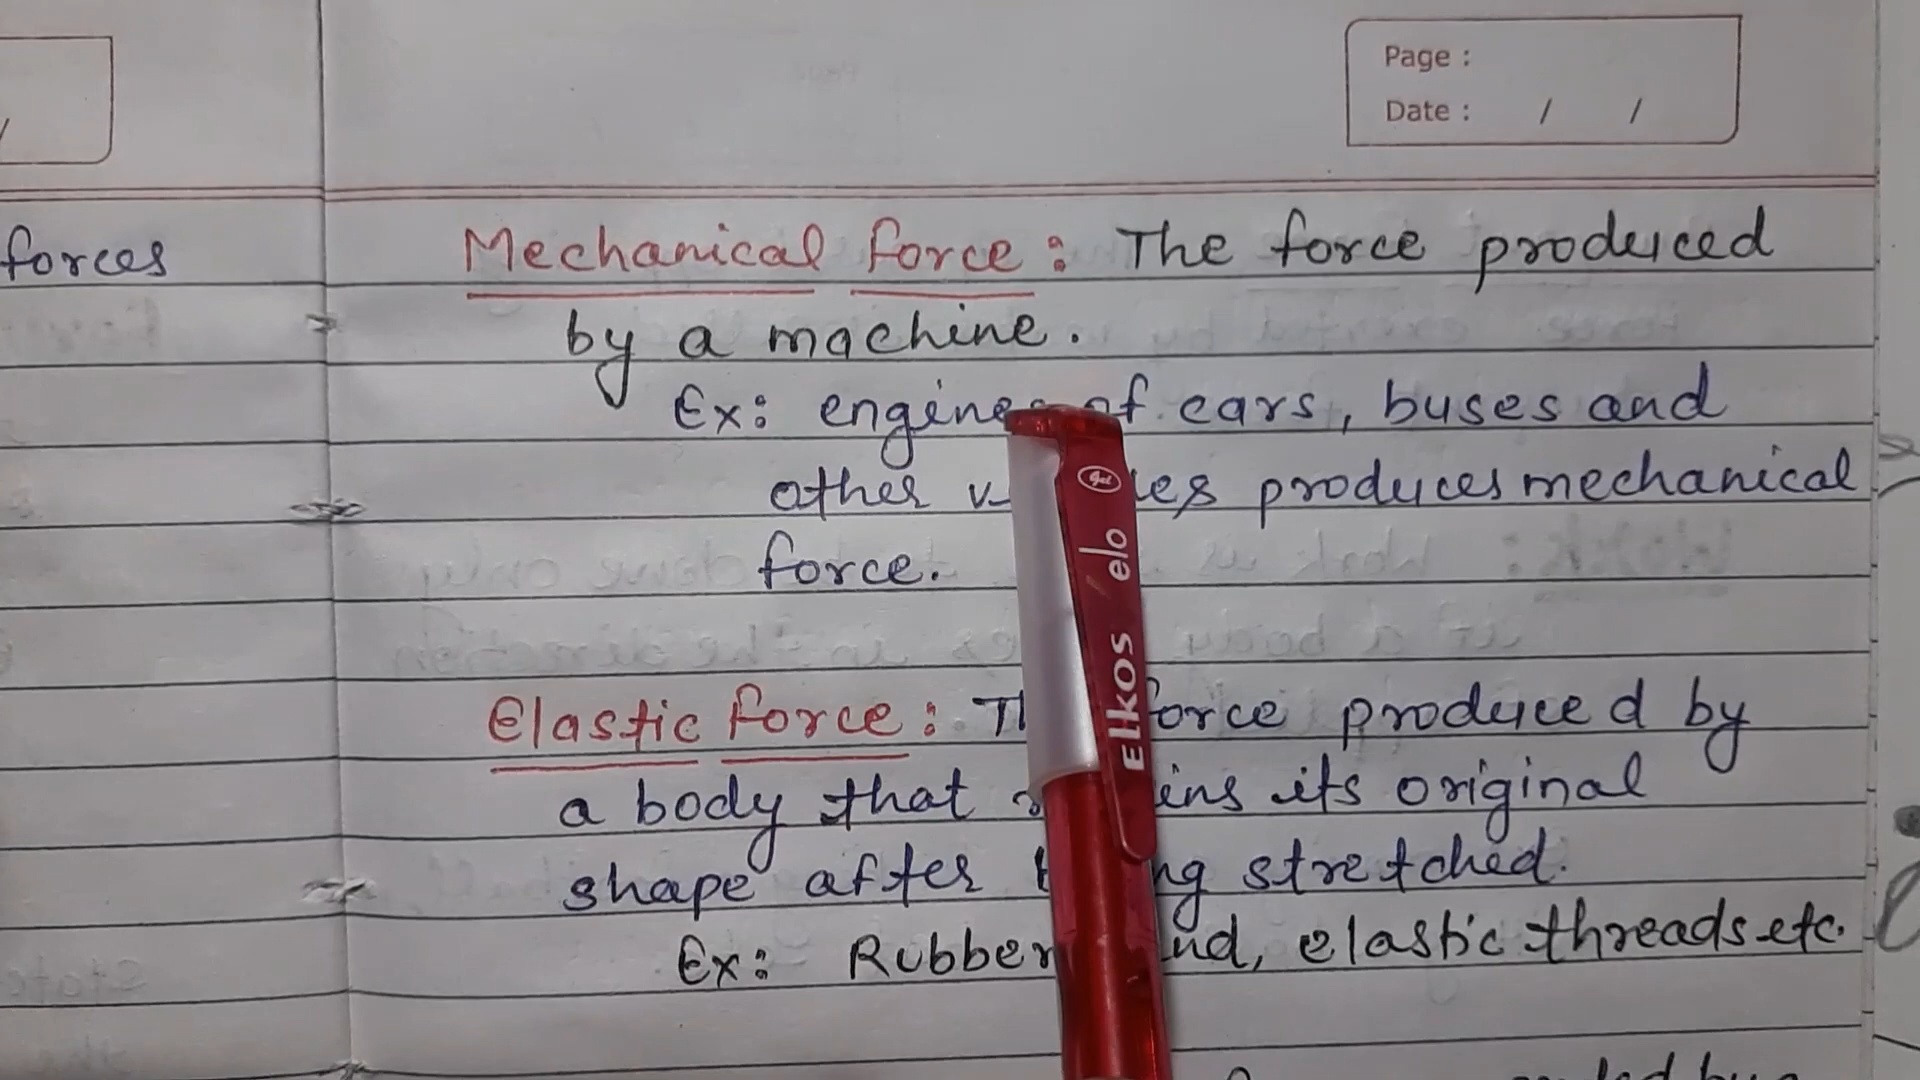 Page :
Date : / /
forces
Mechanical force : The force produced
by a machine.
Ex: engines of cars, buses and
other produces mechanical
force.
Elastic force : force produced by
a body that its original
shape after stretched.
Ex: Rubber elastic threads etc.
Elkos elo gel